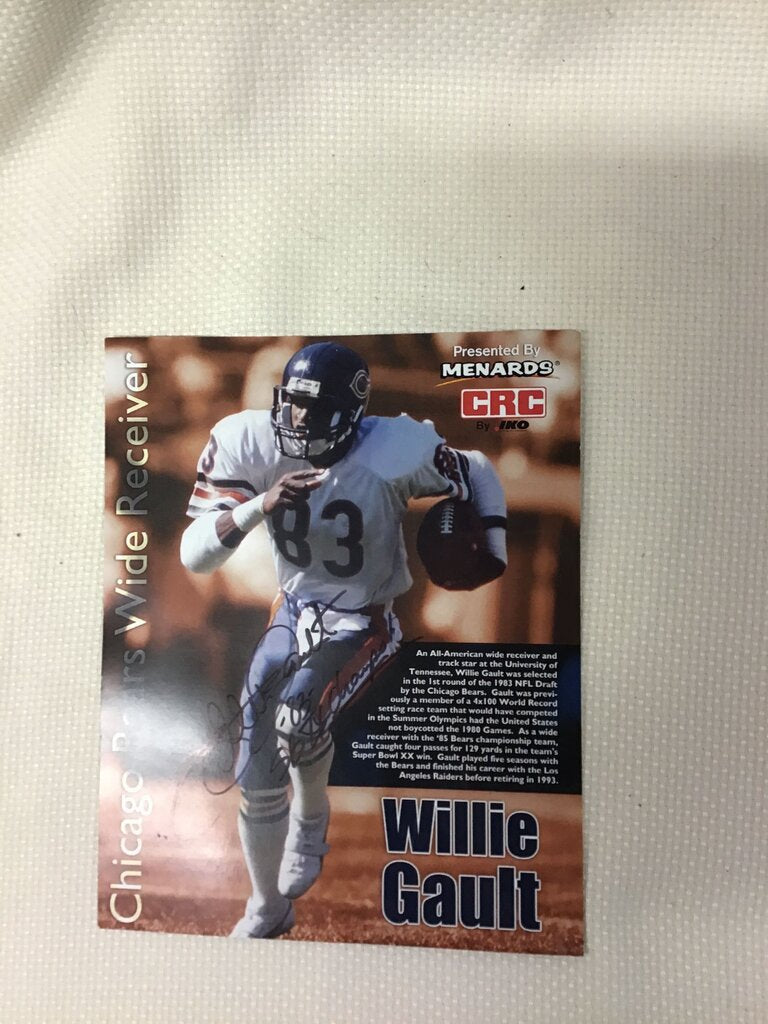 Presented By
MENARDS®
CRC
By IKO
Chicago Bears Wide Receiver
83
83
An All-American wide receiver and
track star at the University of
Tennessee, Willie Gault was selected
in the 1st round of the 1983 NFL Draft
by the Chicago Bears. Gault was previ-
ously a member of a 4x100 World Record
setting race team that would have competed
in the Summer Olympics had the United States
not boycotted the 1980 Games. As a wide
receiver with the '85 Bears championship team,
Gault caught four passes for 129 yards in the team's
Super Bowl XX win. Gault played five seasons with
the Bears and finished his career with the Los
Angeles Raiders before retiring in 1993.
Gault
83
Willie
Gault